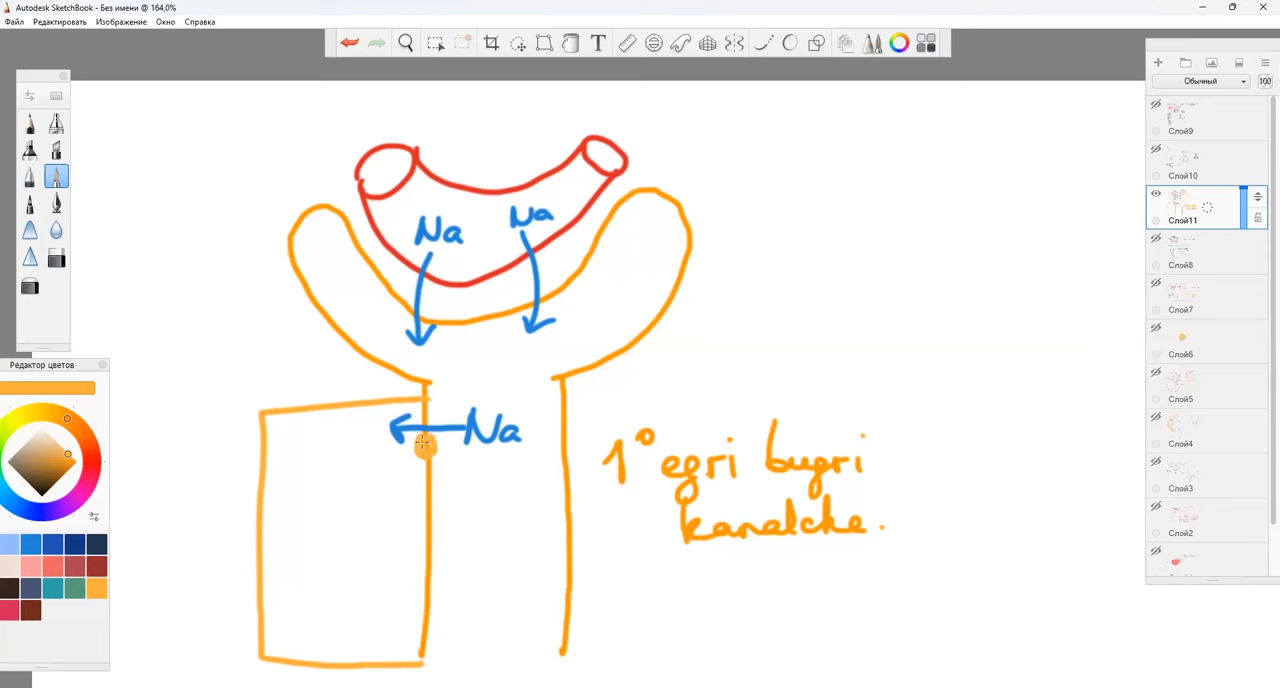 Autodesk SketchBook - Без имени @ 164,0%
Файл Редактировать Изображение Окно Справка
Обычный
100
Слой9
Слой10
Слой11
Слой8
Слой7
Слой6
Слой5
Слой4
Слой3
Слой2
Редактор цветов
Na
Na
Na
1° egri bugri
kanalche.